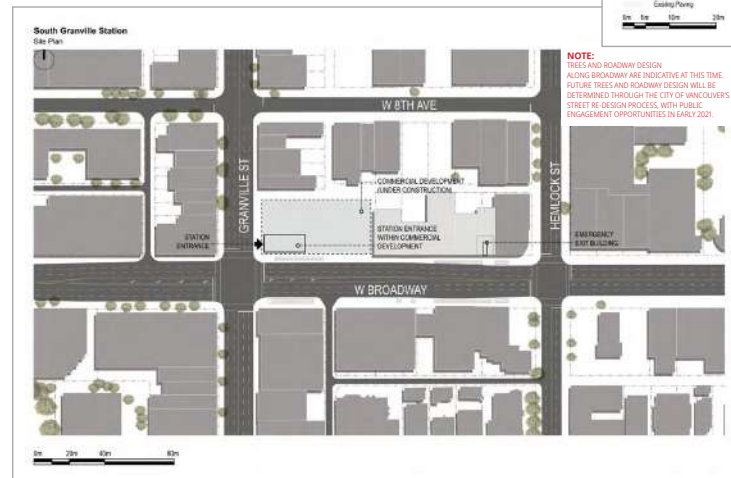 Existing Paving
0m 5m 10m 20m
South Granville Station
Site Plan
NOTE:
TREES AND ROADWAY DESIGN
ALONG BROADWAY ARE INDICATIVE AT THIS TIME.
FUTURE TREES AND ROADWAY DESIGN WILL BE
DETERMINED THROUGH THE CITY OF VANCOUVER'S
STREET RE-DESIGN PROCESS, WITH PUBLIC
ENGAGEMENT OPPORTUNITIES IN EARLY 2021.
W 8TH AVE
GRANVILLE ST
HEMLOCK ST
COMMERCIAL DEVELOPMENT
(UNDER CONSTRUCTION)
STATION
ENTRANCE
STATION ENTRANCE
WITHIN COMMERCIAL
DEVELOPMENT
EMERGENCY
EXIT BUILDING
W BROADWAY
0m 20m 40m 80m